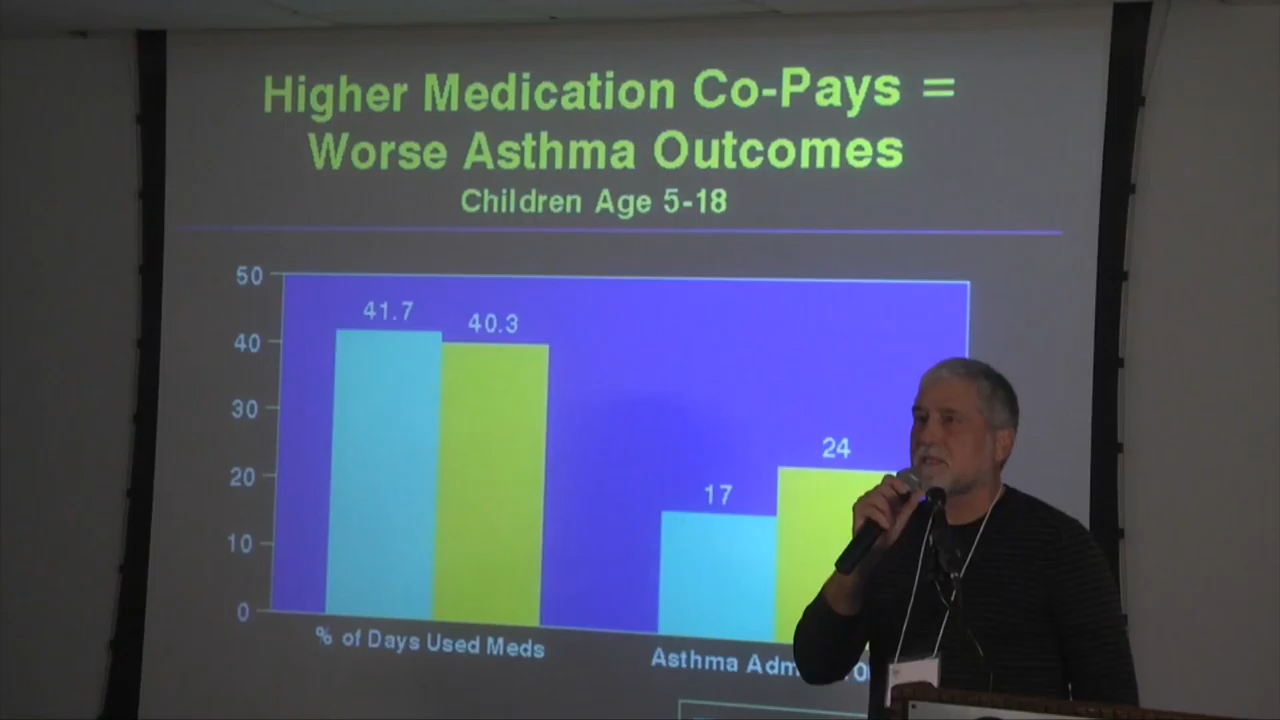 Higher Medication Co-Pays =
Worse Asthma Outcomes
Children Age 5-18
50
41.7
40.3
40
30
24
20
17
10
0
% of Days Used Meds
Asthma